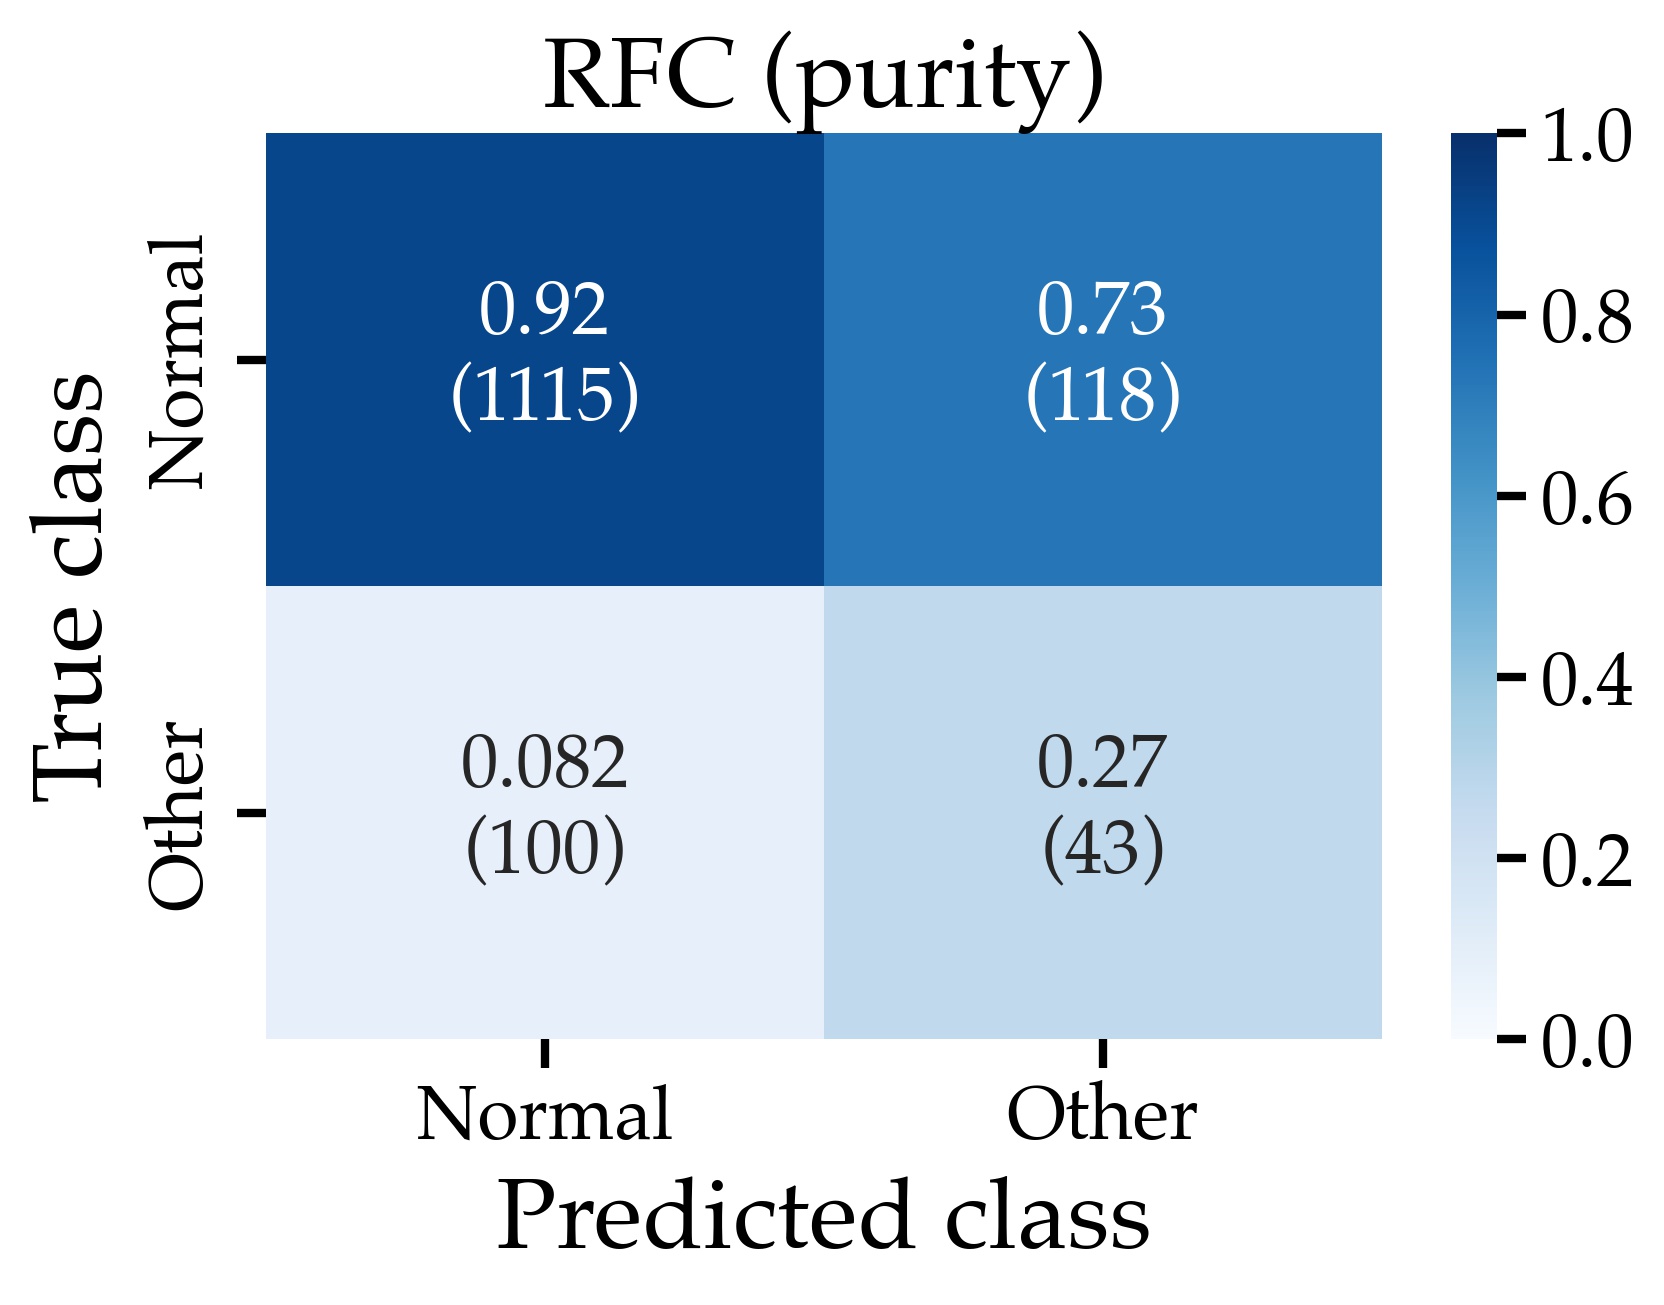 RFC (purity)
True class
Normal
Other
0.92
(1115)
0.73
(118)
0.082
(100)
0.27
(43)
Normal
Other
Predicted class
1.0
0.8
0.6
0.4
0.2
0.0